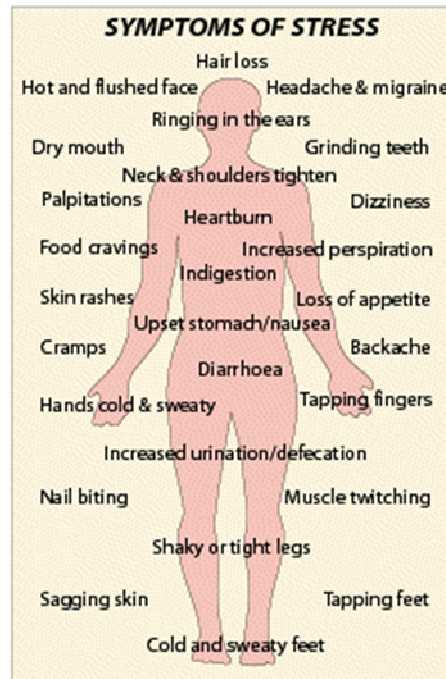 SYMPTOMS OF STRESS
Hair loss
Hot and flushed face
Headache & migraine
Ringing in the ears
Dry mouth
Grinding teeth
Neck & shoulders tighten
Palpitations
Dizziness
Heartburn
Food cravings
Increased perspiration
Indigestion
Skin rashes
Loss of appetite
Upset stomach/nausea
Cramps
Backache
Diarrhoea
Hands cold & sweaty
Tapping fingers
Increased urination/defecation
Nail biting
Muscle twitching
Shaky or tight legs
Sagging skin
Tapping feet
Cold and sweaty feet